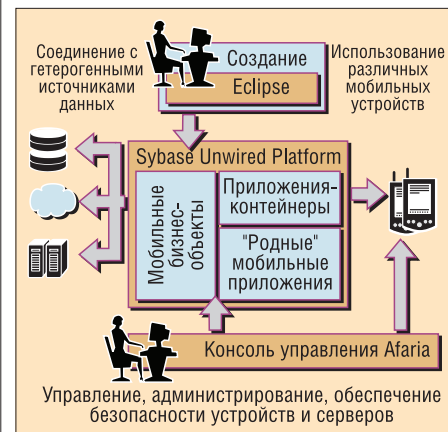 Соединение с
гетерогенными
источниками
данных
Создание
Eclipse
Использование
различных
мобильных
устройств
Sybase Unwired Platform
Мобильные
бизнес-
объекты
Приложения-
контейнеры
"Родные"
мобильные
приложения
Консоль управления Afaria
Управление, администрирование, обеспечение
безопасности устройств и серверов